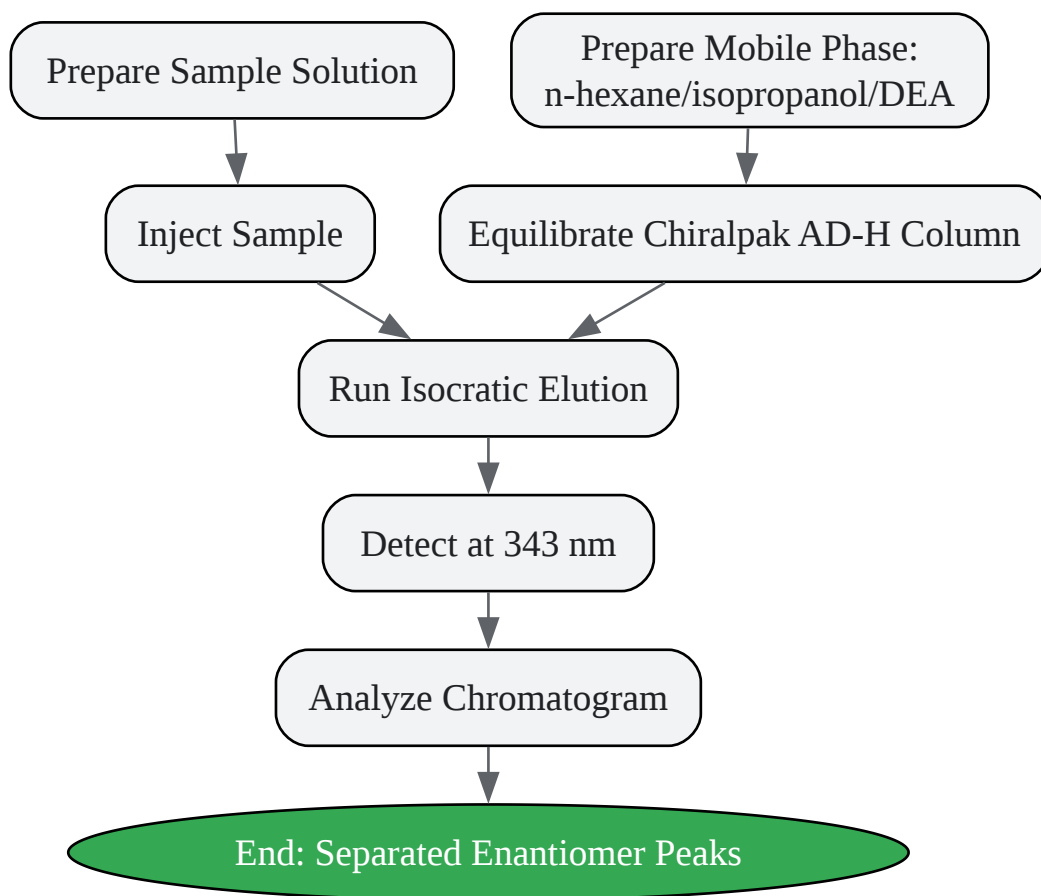 Prepare Sample Solution
Prepare Mobile Phase:
n-hexane/isopropanol/DEA
Inject Sample
Equilibrate Chiralpak AD-H Column
Run Isocratic Elution
Detect at 343 nm
Analyze Chromatogram
End: Separated Enantiomer Peaks